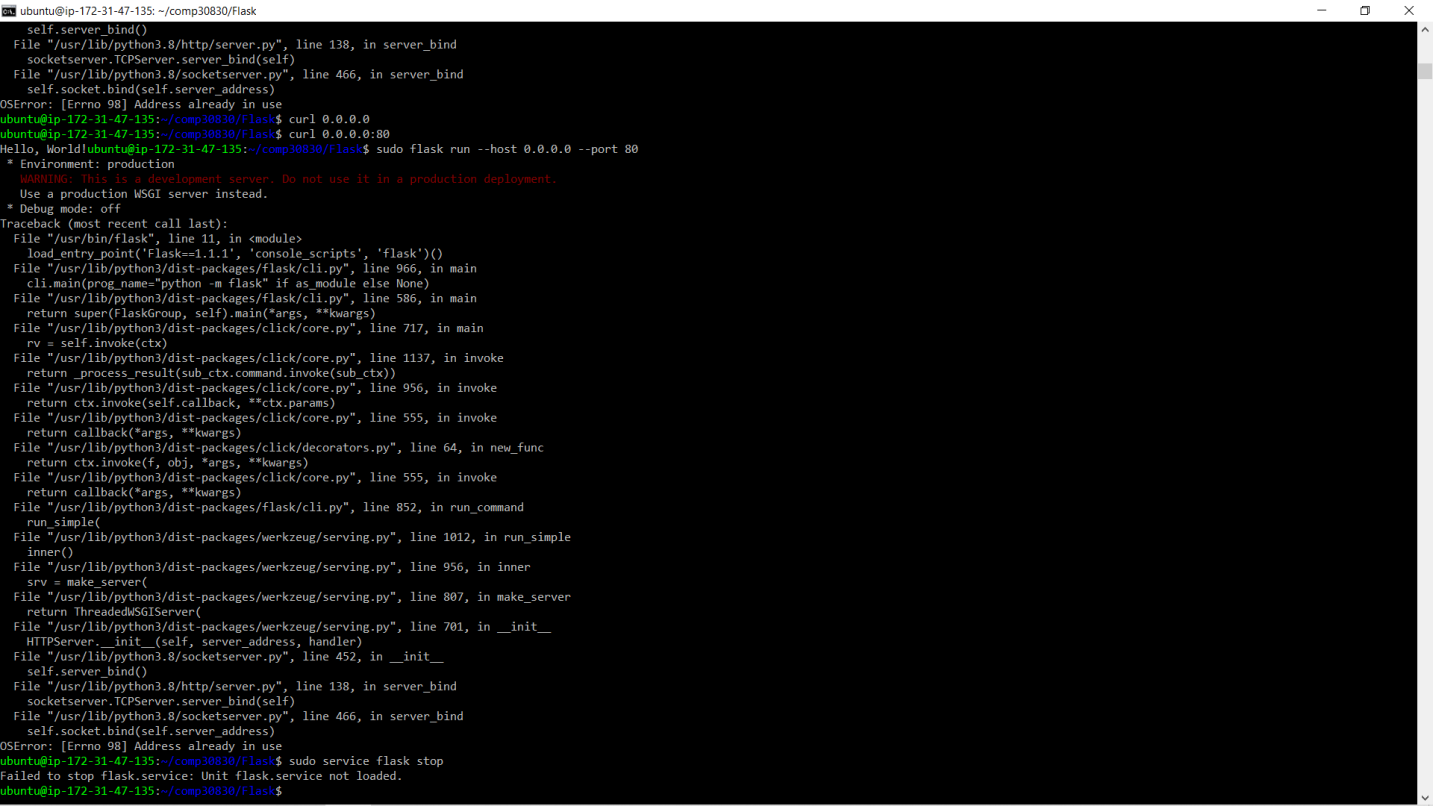 ubuntu@ip-172-31-47-135: ~/comp30830/Flask
    self.server_bind()
  File "/usr/lib/python3.8/http/server.py", line 138, in server_bind
    socketserver.TCPServer.server_bind(self)
  File "/usr/lib/python3.8/socketserver.py", line 466, in server_bind
    self.socket.bind(self.server_address)
OSError: [Errno 98] Address already in use
ubuntu@ip-172-31-47-135:~/comp30830/Flask$ curl 0.0.0.0
ubuntu@ip-172-31-47-135:~/comp30830/Flask$ curl 0.0.0.0:80
Hello, World!ubuntu@ip-172-31-47-135:~/comp30830/Flask$ sudo flask run --host 0.0.0.0 --port 80
 * Environment: production
   WARNING: This is a development server. Do not use it in a production deployment.
   Use a production WSGI server instead.
 * Debug mode: off
Traceback (most recent call last):
  File "/usr/bin/flask", line 11, in <module>
    load_entry_point('Flask==1.1.1', 'console_scripts', 'flask')()
  File "/usr/lib/python3/dist-packages/flask/cli.py", line 966, in main
    cli.main(prog_name="python -m flask" if as_module else None)
  File "/usr/lib/python3/dist-packages/flask/cli.py", line 586, in main
    return super(FlaskGroup, self).main(*args, **kwargs)
  File "/usr/lib/python3/dist-packages/click/core.py", line 717, in main
    rv = self.invoke(ctx)
  File "/usr/lib/python3/dist-packages/click/core.py", line 1137, in invoke
    return _process_result(sub_ctx.command.invoke(sub_ctx))
  File "/usr/lib/python3/dist-packages/click/core.py", line 956, in invoke
    return ctx.invoke(self.callback, **ctx.params)
  File "/usr/lib/python3/dist-packages/click/core.py", line 555, in invoke
    return callback(*args, **kwargs)
  File "/usr/lib/python3/dist-packages/click/decorators.py", line 64, in new_func
    return ctx.invoke(f, obj, *args, **kwargs)
  File "/usr/lib/python3/dist-packages/click/core.py", line 555, in invoke
    return callback(*args, **kwargs)
  File "/usr/lib/python3/dist-packages/flask/cli.py", line 852, in run_command
    run_simple(
  File "/usr/lib/python3/dist-packages/werkzeug/serving.py", line 1012, in run_simple
    inner()
  File "/usr/lib/python3/dist-packages/werkzeug/serving.py", line 956, in inner
    srv = make_server(
  File "/usr/lib/python3/dist-packages/werkzeug/serving.py", line 807, in make_server
    return ThreadedWSGIServer(
  File "/usr/lib/python3/dist-packages/werkzeug/serving.py", line 701, in __init__
    HTTPServer.__init__(self, server_address, handler)
  File "/usr/lib/python3.8/socketserver.py", line 452, in __init__
    self.server_bind()
  File "/usr/lib/python3.8/http/server.py", line 138, in server_bind
    socketserver.TCPServer.server_bind(self)
  File "/usr/lib/python3.8/socketserver.py", line 466, in server_bind
    self.socket.bind(self.server_address)
OSError: [Errno 98] Address already in use
ubuntu@ip-172-31-47-135:~/comp30830/Flask$ sudo service flask stop
Failed to stop flask.service: Unit flask.service not loaded.
ubuntu@ip-172-31-47-135:~/comp30830/Flask$